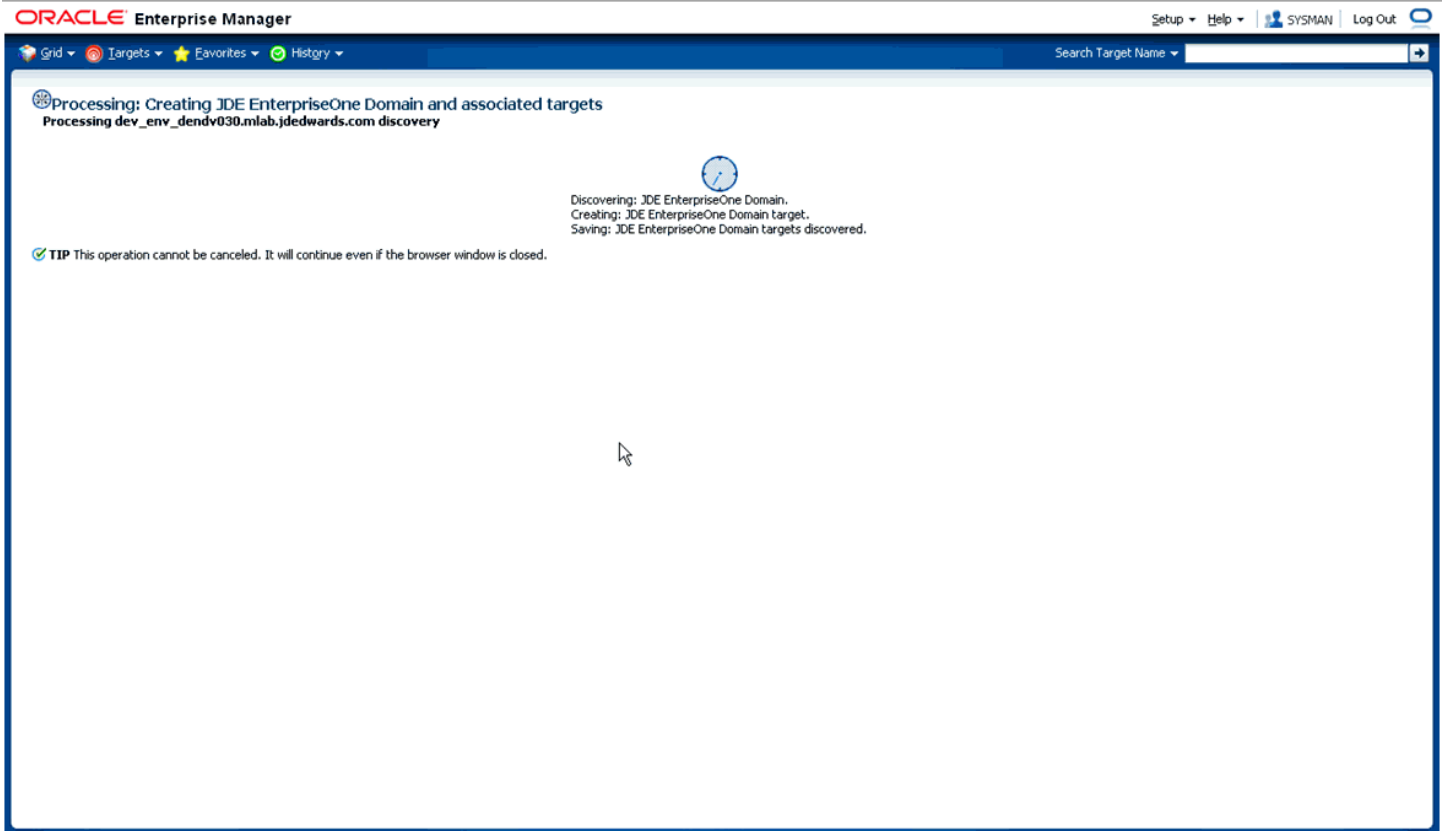 ORACLE Enterprise Manager
Setup Help SYSMAN Log Out
Grid Targets Favorites History
Search Target Name
Processing: Creating JDE EnterpriseOne Domain and associated targets
Processing dev_env_dendv030.mlab.jdedwards.com discovery
Discovering: JDE EnterpriseOne Domain.
Creating: JDE EnterpriseOne Domain target.
Saving: JDE EnterpriseOne Domain targets discovered.
TIP This operation cannot be canceled. It will continue even if the browser window is closed.